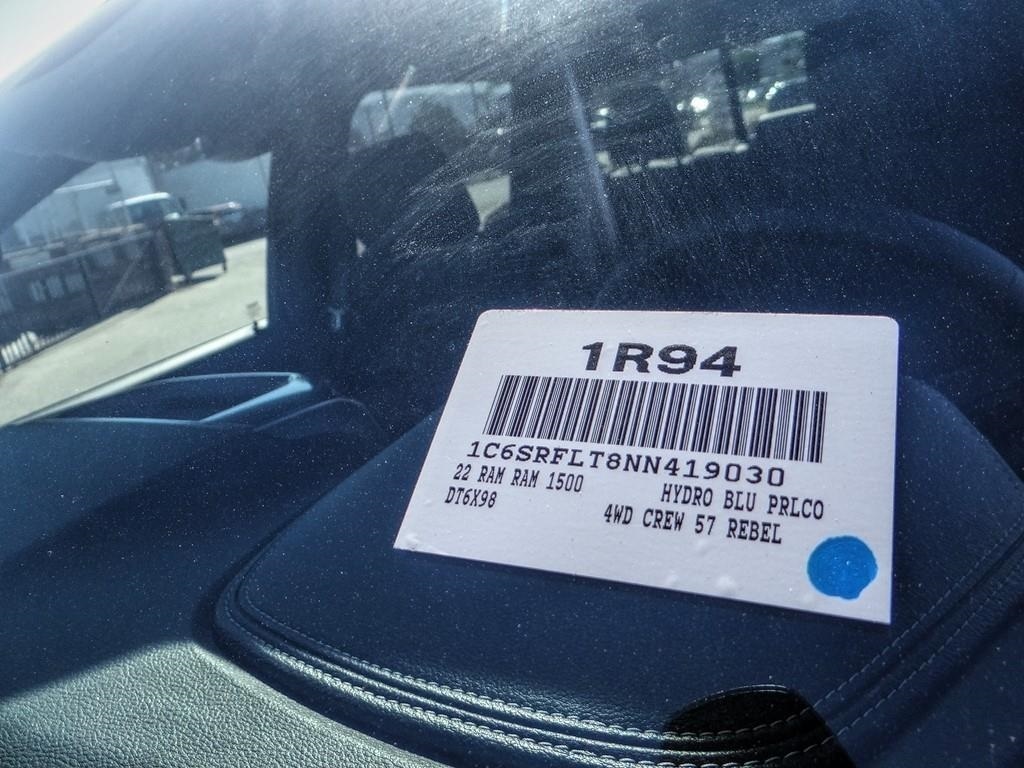 1R94
1C6SRFLT8NN419030
22 RAM RAM 1500 HYDRO BLU PRLCO
DT6X98 4WD CREW 57 REBEL